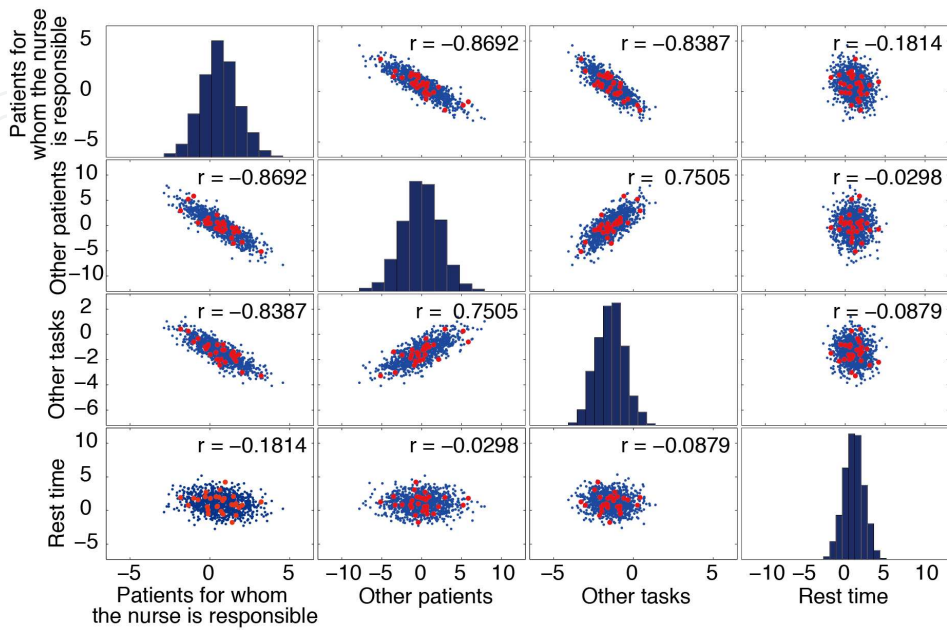 Patients for
whom the nurse
is responsible
5
0
−5
r = −0.8692
r = −0.8387
r = −0.1814
Other patients
10
5
0
−5
−10
r = −0.8692
r = 0.7505
r = −0.0298
Other tasks
2
0
−2
−4
−6
r = −0.8387
r = 0.7505
r = −0.0879
Rest time
10
5
0
−5
r = −0.1814
r = −0.0298
r = −0.0879
−5 0 5 −10 −5 0 5 10 −5 0 5 −10 −5 0 5 10
Patients for whom
the nurse is responsible
Other patients
Other tasks
Rest time